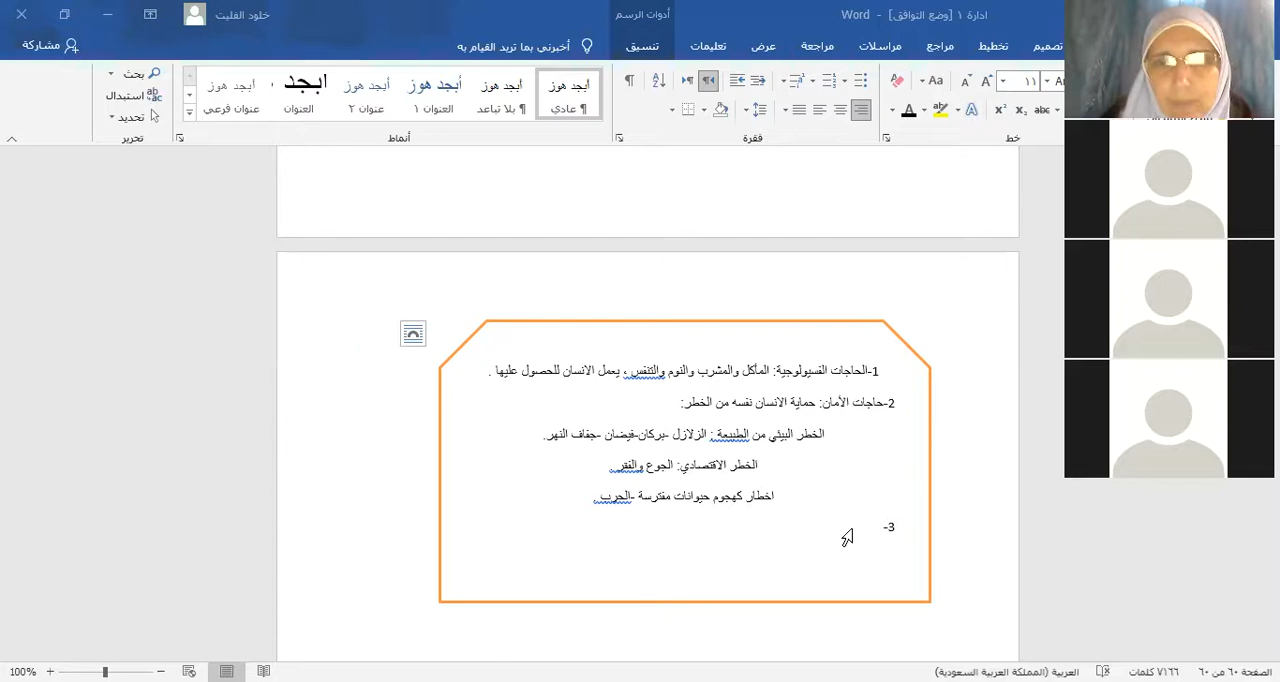 ادارة ١ [وضع التوافق] - Word
أدوات الرسم
خلود الفليت
تصميم
تخطيط
مراجع
مراسلات
مراجعة
عرض
تعليمات
تنسيق
أخبرني بما تريد القيام به
مشاركة
١١
Aa
abc
X₂
X²
A
أبجد هوز
¶ عادي
أبجد هوز
¶ بلا تباعد
أبجد هوز
العنوان ١
أبجد هوز
عنوان ٢
ابجد
العنوان
أبجد هوز
عنوان فرعي
بحث
استبدال
تحديد
خط
فقرة
أنماط
تحرير
1-الحاجات الفسيولوجية: المأكل والمشرب والنوم والتنفس ، يعمل الانسان للحصول عليها .
2-حاجات الأمان: حماية الانسان نفسه من الخطر:
الخطر البيئي من الطبيعة : الزلازل -بركان-فيضان -جفاف النهر.
الخطر الاقتصادي: الجوع والفقر .
اخطار كهجوم حيوانات مفترسة -الحرب .
3-
الصفحة ٦٠ من ٦٠
٧١٦٦ كلمات
العربية (المملكة العربية السعودية)
100%